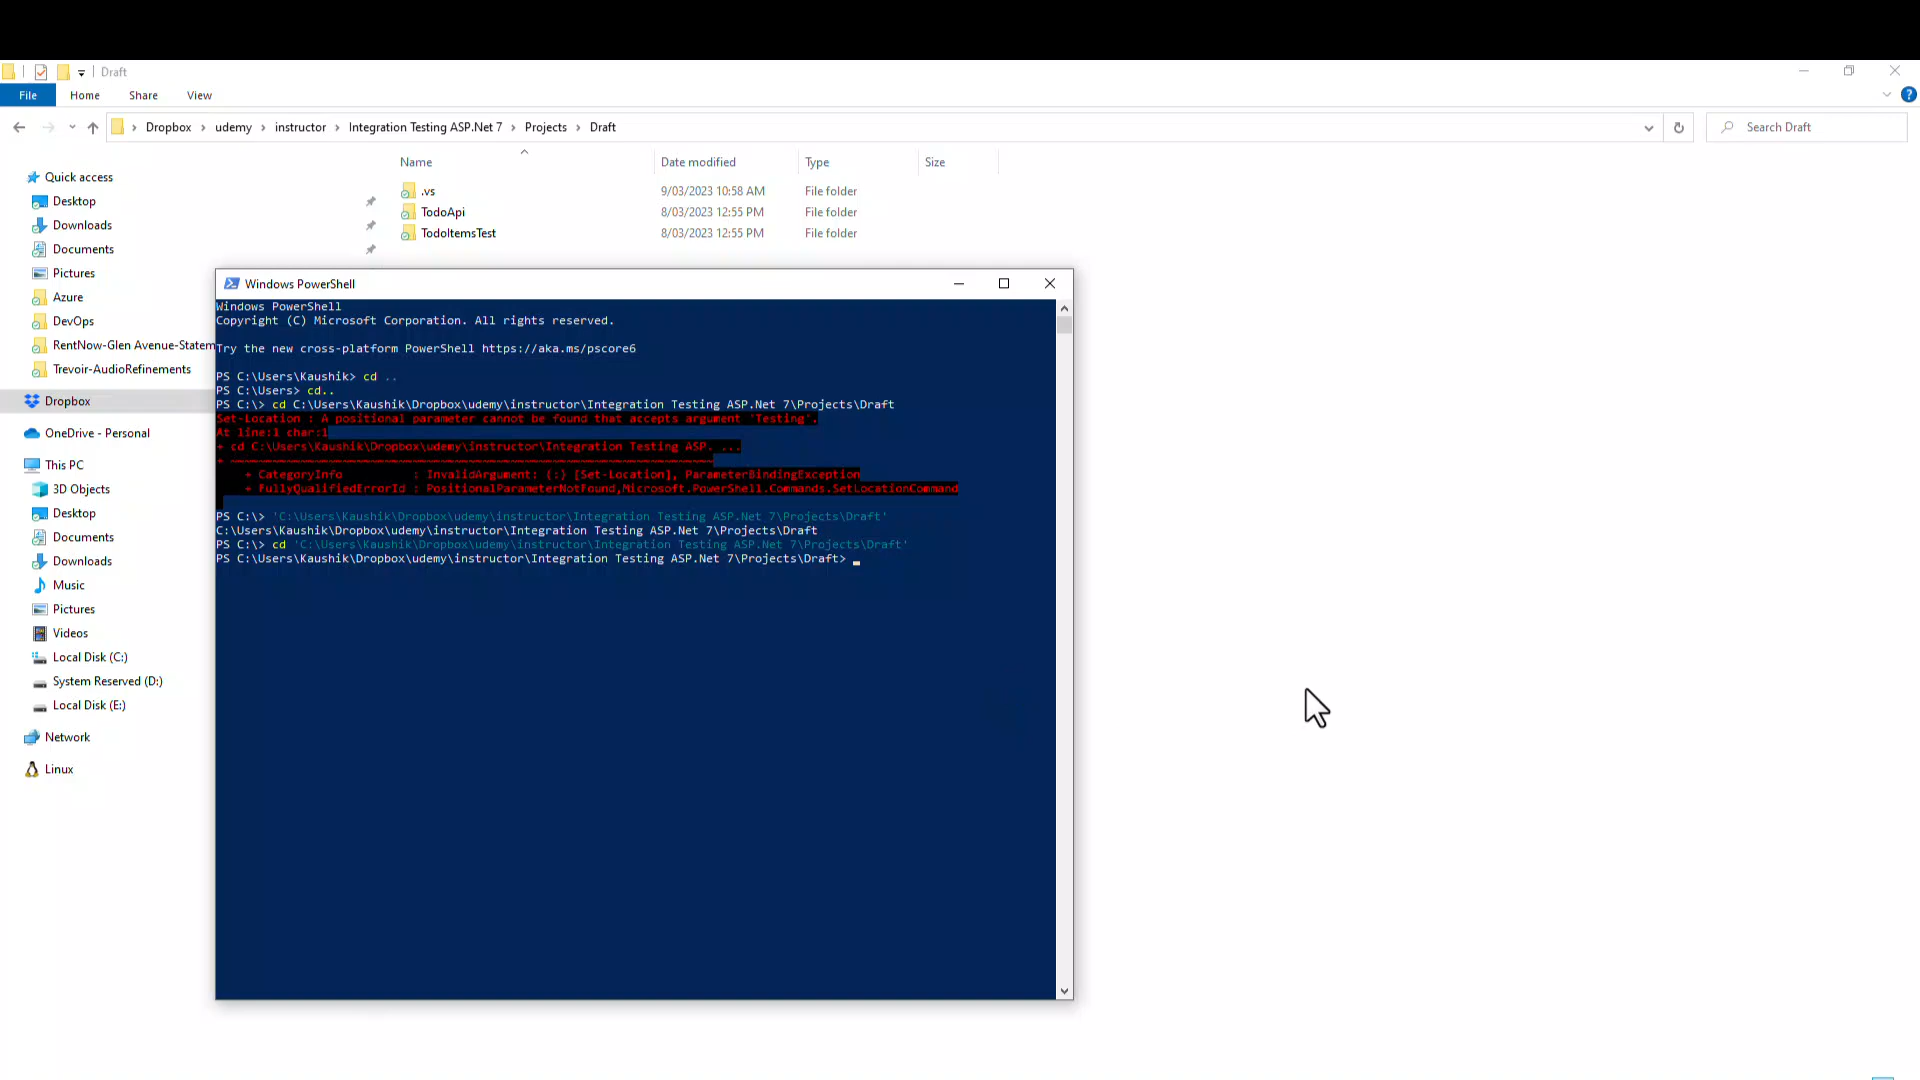 Draft
File Home Share View
Dropbox udemy instructor Integration Testing ASP.Net 7 Projects Draft
Search Draft
Name Date modified Type Size
.vs 9/03/2023 10:58 AM File folder
TodoApi 8/03/2023 12:55 PM File folder
TodoItemsTest 8/03/2023 12:55 PM File folder
Quick access
Desktop
Downloads
Documents
Pictures
Azure
DevOps
RentNow-Glen Avenue-Statem
Trevoir-AudioRefinements
Dropbox
OneDrive - Personal
This PC
3D Objects
Desktop
Documents
Downloads
Music
Pictures
Videos
Local Disk (C:)
System Reserved (D:)
Local Disk (E:)
Network
Linux
Windows PowerShell
Windows PowerShell
Copyright (C) Microsoft Corporation. All rights reserved.
Try the new cross-platform PowerShell https://aka.ms/pscore6
PS C:\Users\Kaushik> cd ..
PS C:\Users> cd..
PS C:\> cd C:\Users\Kaushik\Dropbox\udemy\instructor\Integration Testing ASP.Net 7\Projects\Draft
Set-Location : A positional parameter cannot be found that accepts argument 'Testing'.
At line:1 char:1
+ cd C:\Users\Kaushik\Dropbox\udemy\instructor\Integration Testing ASP. ...
+ ~~~~~~~~~~~~~~~~~~~~~~~~~~~~~~~~~~~~~~~~~~~~~~~~~~~~~~~~~~~~~~~~~~~~~
+ CategoryInfo : InvalidArgument: (:) [Set-Location], ParameterBindingException
+ FullyQualifiedErrorId : PositionalParameterNotFound,Microsoft.PowerShell.Commands.SetLocationCommand
PS C:\> 'C:\Users\Kaushik\Dropbox\udemy\instructor\Integration Testing ASP.Net 7\Projects\Draft'
C:\Users\Kaushik\Dropbox\udemy\instructor\Integration Testing ASP.Net 7\Projects\Draft
PS C:\> cd 'C:\Users\Kaushik\Dropbox\udemy\instructor\Integration Testing ASP.Net 7\Projects\Draft'
PS C:\Users\Kaushik\Dropbox\udemy\instructor\Integration Testing ASP.Net 7\Projects\Draft>